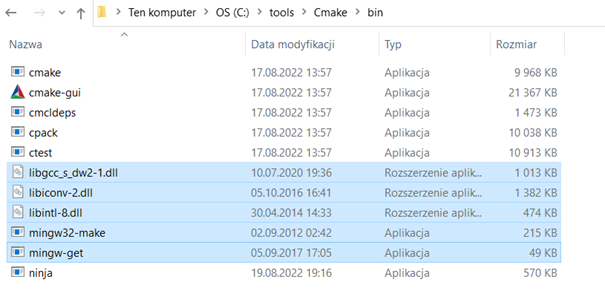 Ten komputer > OS (C:) > tools > Cmake > bin
Nazwa Data modyfikacji Typ Rozmiar
cmake 17.08.2022 13:57 Aplikacja 9 968 KB
cmake-gui 17.08.2022 13:57 Aplikacja 21 367 KB
cmcldeps 17.08.2022 13:57 Aplikacja 1 473 KB
cpack 17.08.2022 13:57 Aplikacja 10 038 KB
ctest 17.08.2022 13:57 Aplikacja 10 913 KB
libgcc_s_dw2-1.dll 10.07.2020 19:36 Rozszerzenie aplik... 1 013 KB
libiconv-2.dll 05.10.2016 16:41 Rozszerzenie aplik... 1 382 KB
libintl-8.dll 30.04.2014 14:33 Rozszerzenie aplik... 474 KB
mingw32-make 02.09.2012 02:42 Aplikacja 215 KB
mingw-get 05.09.2017 17:05 Aplikacja 49 KB
ninja 19.08.2022 19:16 Aplikacja 570 KB